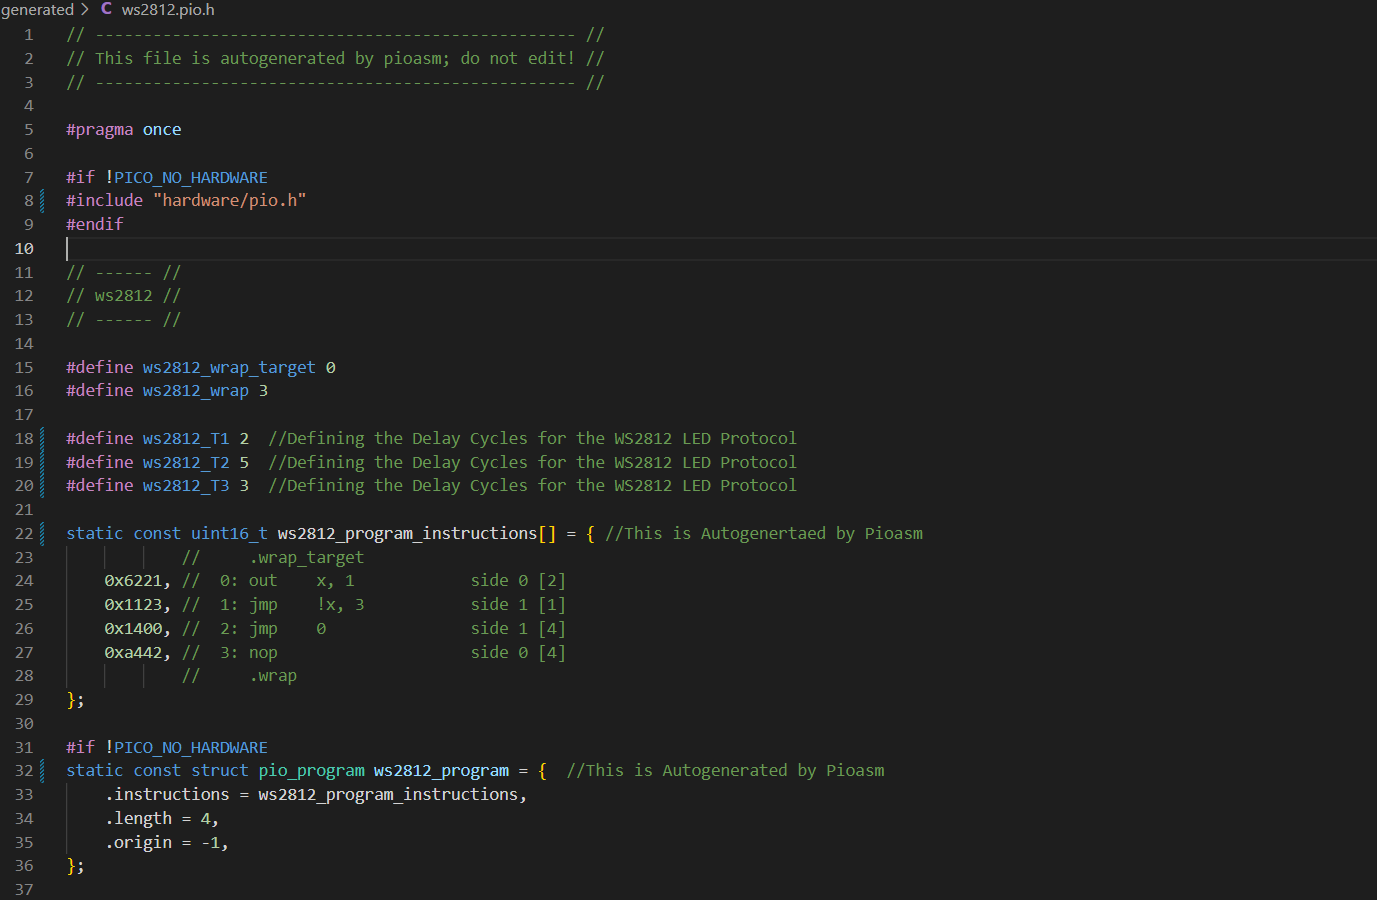 generated > C ws2812.pio.h
1 // -------------------------------------------------- //
2 // This file is autogenerated by pioasm; do not edit! //
3 // -------------------------------------------------- //
4
5 #pragma once
6
7 #if !PICO_NO_HARDWARE
8 #include "hardware/pio.h"
9 #endif
10
11 // ------ //
12 // ws2812 //
13 // ------ //
14
15 #define ws2812_wrap_target 0
16 #define ws2812_wrap 3
17
18 #define ws2812_T1 2  //Defining the Delay Cycles for the WS2812 LED Protocol
19 #define ws2812_T2 5  //Defining the Delay Cycles for the WS2812 LED Protocol
20 #define ws2812_T3 3  //Defining the Delay Cycles for the WS2812 LED Protocol
21
22 static const uint16_t ws2812_program_instructions[] = { //This is Autogenertaed by Pioasm
23             //     .wrap_target
24     0x6221, //  0: out    x, 1            side 0 [2]
25     0x1123, //  1: jmp    !x, 3           side 1 [1]
26     0x1400, //  2: jmp    0               side 1 [4]
27     0xa442, //  3: nop                    side 0 [4]
28             //     .wrap
29 };
30
31 #if !PICO_NO_HARDWARE
32 static const struct pio_program ws2812_program = {  //This is Autogenerated by Pioasm
33     .instructions = ws2812_program_instructions,
34     .length = 4,
35     .origin = -1,
36 };
37